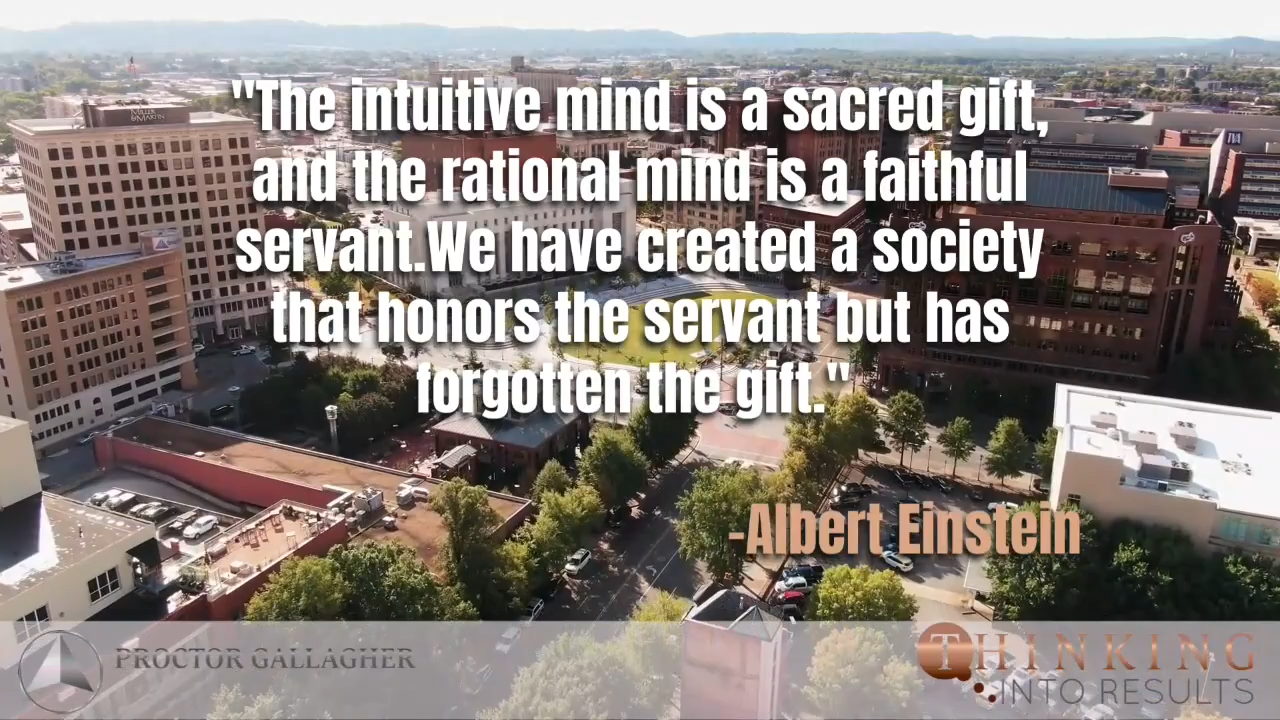 "The intuitive mind is a sacred gift,
and the rational mind is a faithful
servant.We have created a society
that honors the servant but has
forgotten the gift."
-Albert Einstein
PROCTOR GALLAGHER
THINKING
INTO RESULTS